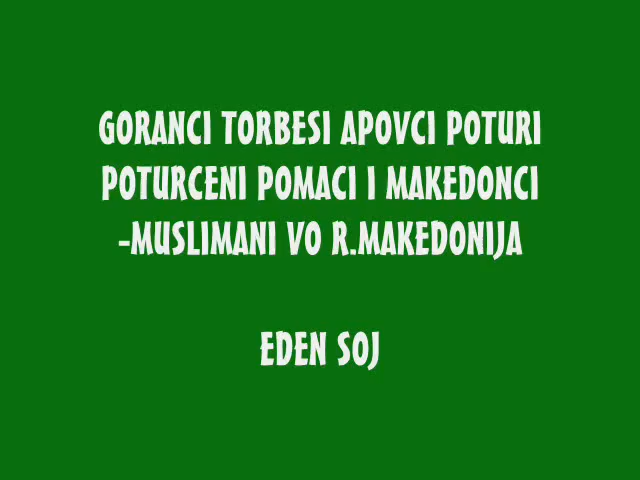 GORANCI TORBESI APOVCI POTURI
POTURCENI POMACI I MAKEDONCI
-MUSLIMANI VO R.MAKEDONIJA
EDEN SOJ